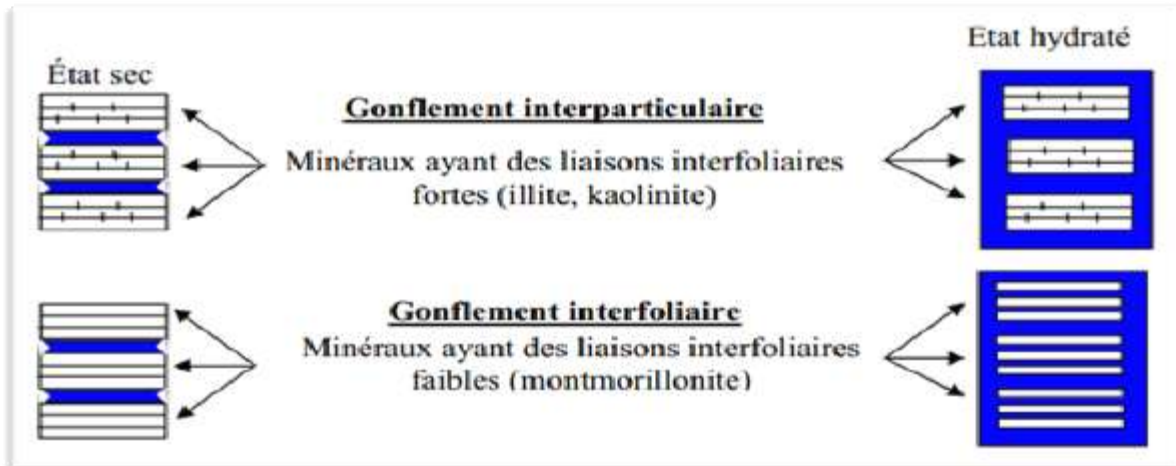 Etat hydraté
État sec
Gonflement interparticulaire
Minéraux ayant des liaisons interfoliaires
fortes (illite, kaolinite)
Gonflement interfoliaire
Minéraux ayant des liaisons interfoliaires
faibles (montmorillonite)